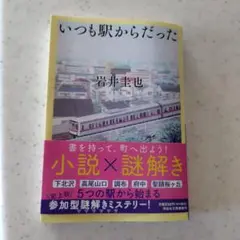 いつも駅からだった
岩井圭也
書を持って、町へ出よう!
小説×謎解き
下北沢 高尾山口 調布 府中 聖蹟桜ヶ丘
5つの駅から始まる
参加型謎解きミステリー!